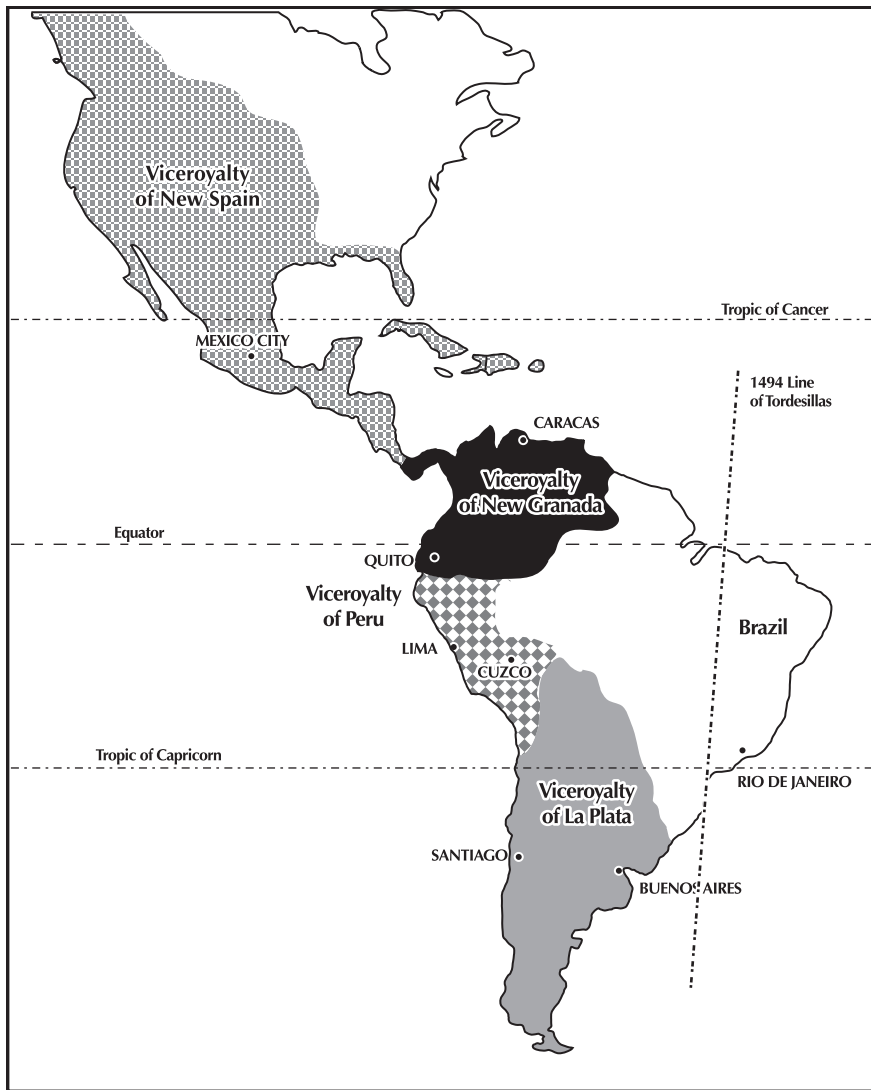 Viceroyalty
of New Spain
Tropic of Cancer
MEXICO CITY
1494 Line
of Tordesillas
CARACAS
Viceroyalty
of New Granada
Equator
QUITO
Viceroyalty
of Peru
Brazil
LIMA
CUZCO
Tropic of Capricorn
RIO DE JANEIRO
Viceroyalty
of La Plata
SANTIAGO
BUENOS AIRES